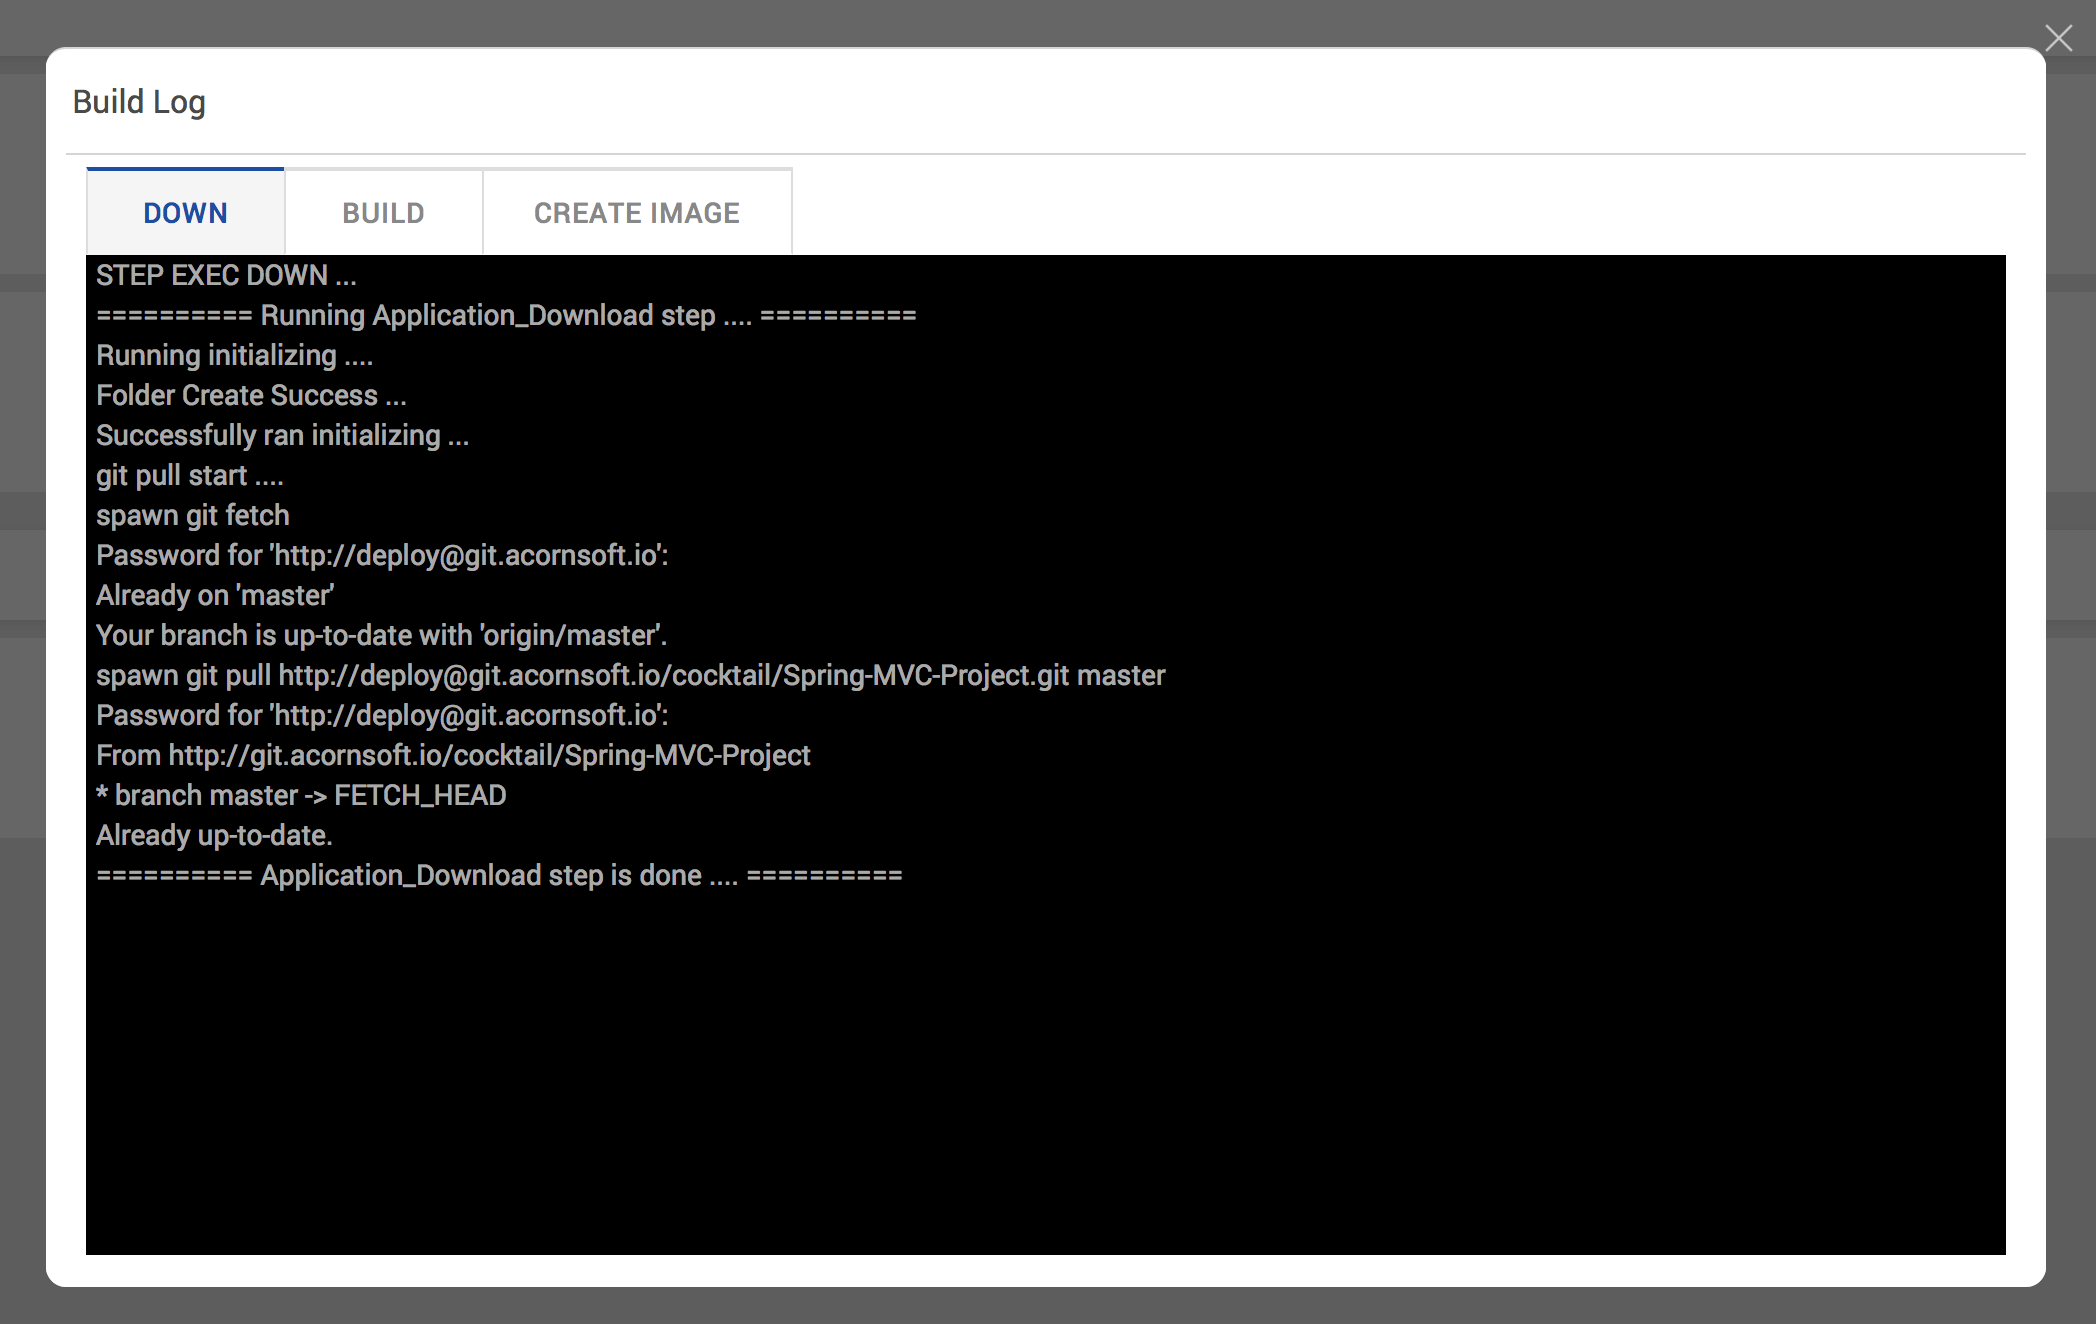 Build Log
DOWN BUILD CREATE IMAGE
STEP EXEC DOWN ...
========== Running Application_Download step .... ==========
Running initializing ....
Folder Create Success ...
Successfully ran initializing ...
git pull start ....
spawn git fetch
Password for 'http://deploy@git.acornsoft.io':
Already on 'master'
Your branch is up-to-date with 'origin/master'.
spawn git pull http://deploy@git.acornsoft.io/cocktail/Spring-MVC-Project.git master
Password for 'http://deploy@git.acornsoft.io':
From http://git.acornsoft.io/cocktail/Spring-MVC-Project
* branch master -> FETCH_HEAD
Already up-to-date.
========== Application_Download step is done .... ==========